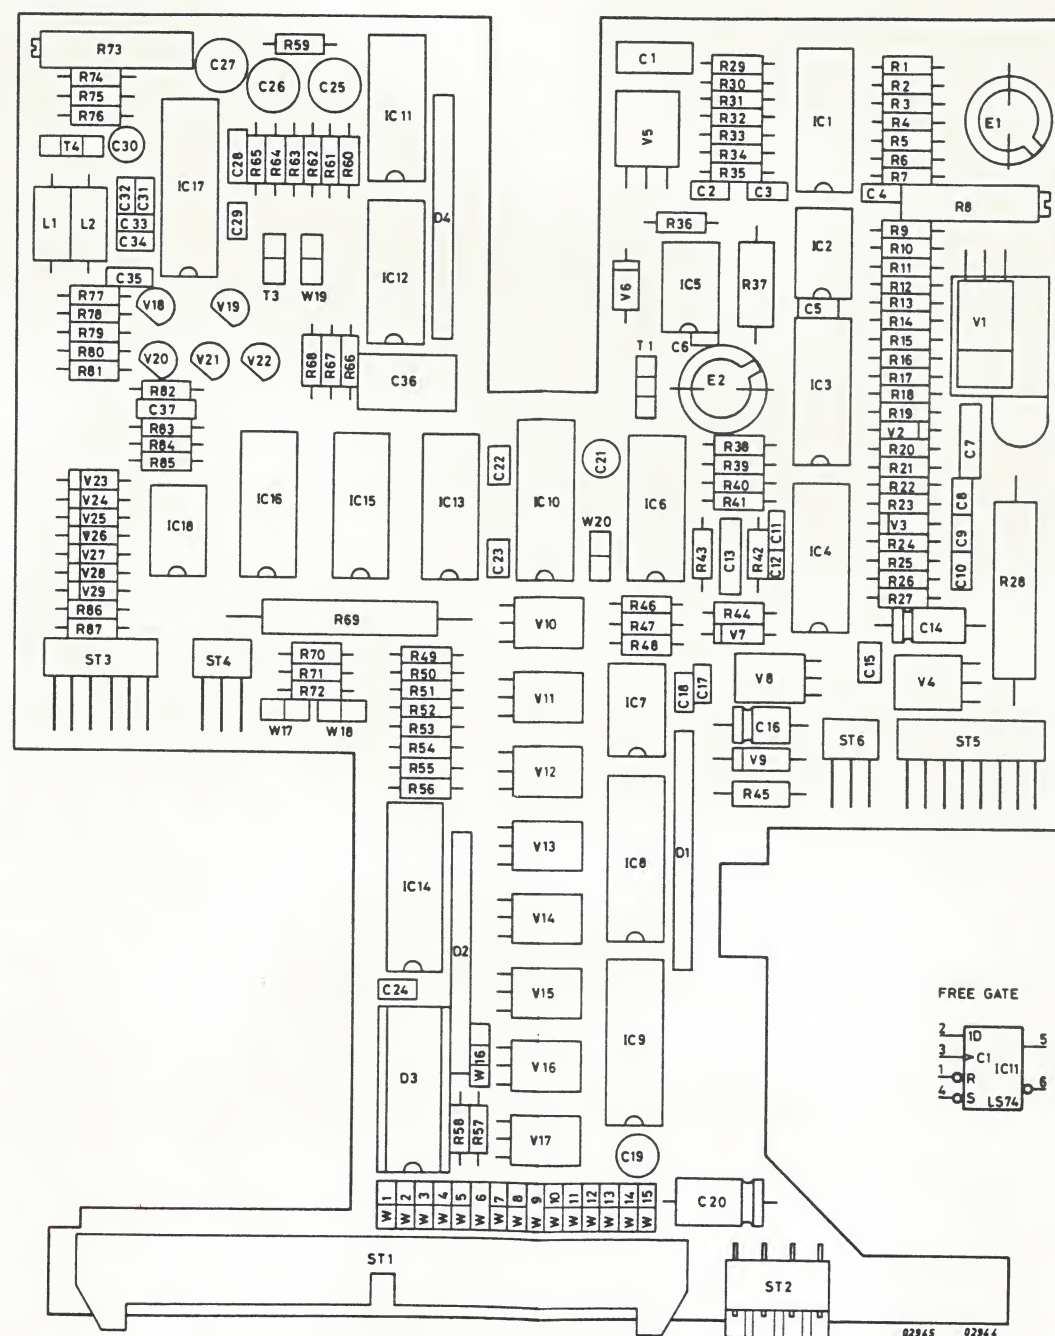 R73
R74
R75
R76
T4
C30
C27
R59
C26
C25
IC11
IC17
C28
R65
R64
R63
R62
R61
R60
D4
C32
C31
C33
C34
L1
L2
C29
T3
W19
IC12
C35
R77
R78
R79
R80
R81
V18
V19
V20
V21
V22
R68
R67
R66
C36
R82
C37
R83
R84
R85
V23
V24
V25
V26
V27
V28
V29
R86
R87
IC18
IC16
IC15
IC13
C22
C23
IC10
C21
W20
IC6
C1
V5
R29
R30
R31
R32
R33
R34
R35
C2
C3
IC1
R1
R2
R3
R4
R5
R6
R7
E1
C4
R8
R36
V6
IC5
R37
IC2
C5
C6
T1
E2
IC3
R9
R10
R11
R12
R13
R14
R15
R16
R17
R18
R19
V2
R20
R21
R22
R23
V3
R24
R25
R26
R27
V1
C7
C8
C9
C10
R28
R38
R39
R40
R41
R43
C13
R42
C11
C12
IC4
C14
R69
V10
R46
R47
R48
R44
V7
ST3
ST4
R70
R71
R72
W17
W18
R49
R50
R51
R52
R53
R54
R55
R56
V11
IC7
C18
C17
V8
C15
V4
C16
V9
R45
ST6
ST5
V12
V13
V14
V15
V16
V17
IC14
D2
IC8
D1
C24
D3
W16
R58
R57
IC9
C19
FREE GATE
2 1D 5
3 C1 IC11
1 R 6
4 S LS74
W1 W2 W3 W4 W5 W6 W7 W8 W9 W10 W11 W12 W13 W14 W15
C20
ST1
ST2
02945 02944